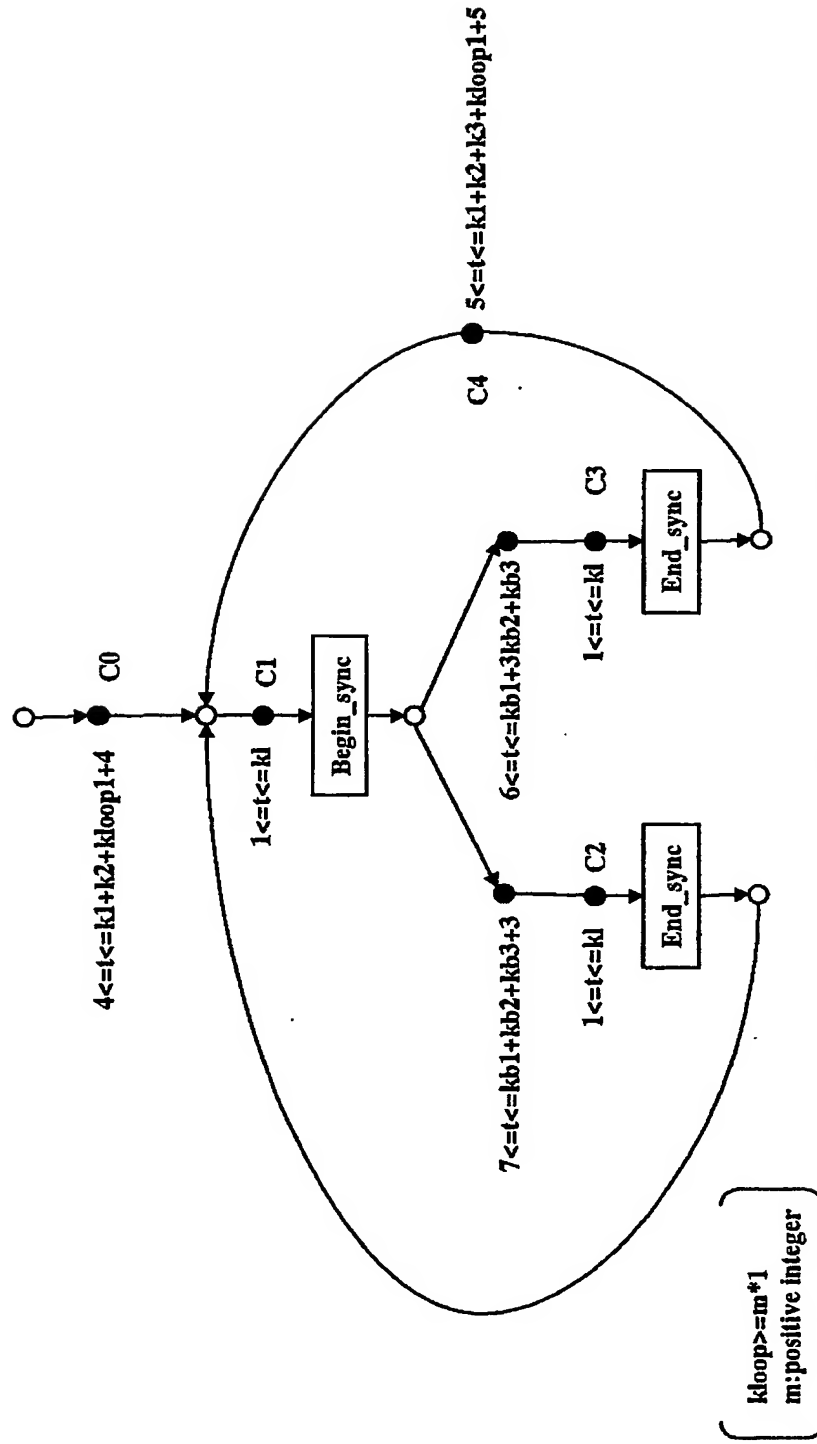 C0
4<=t<=k1+k2+kloop1+4
C1
1<=t<=kl
Begin_sync
5<=t<=k1+k2+k3+kloop1+5
C4
7<=t<=kb1+kb2+kb3+3
6<=t<=kb1+3kb2+kb3
C2
1<=t<=kl
C3
1<=t<=kl
End_sync
End_sync
kloop>=m*1
m:positive integer